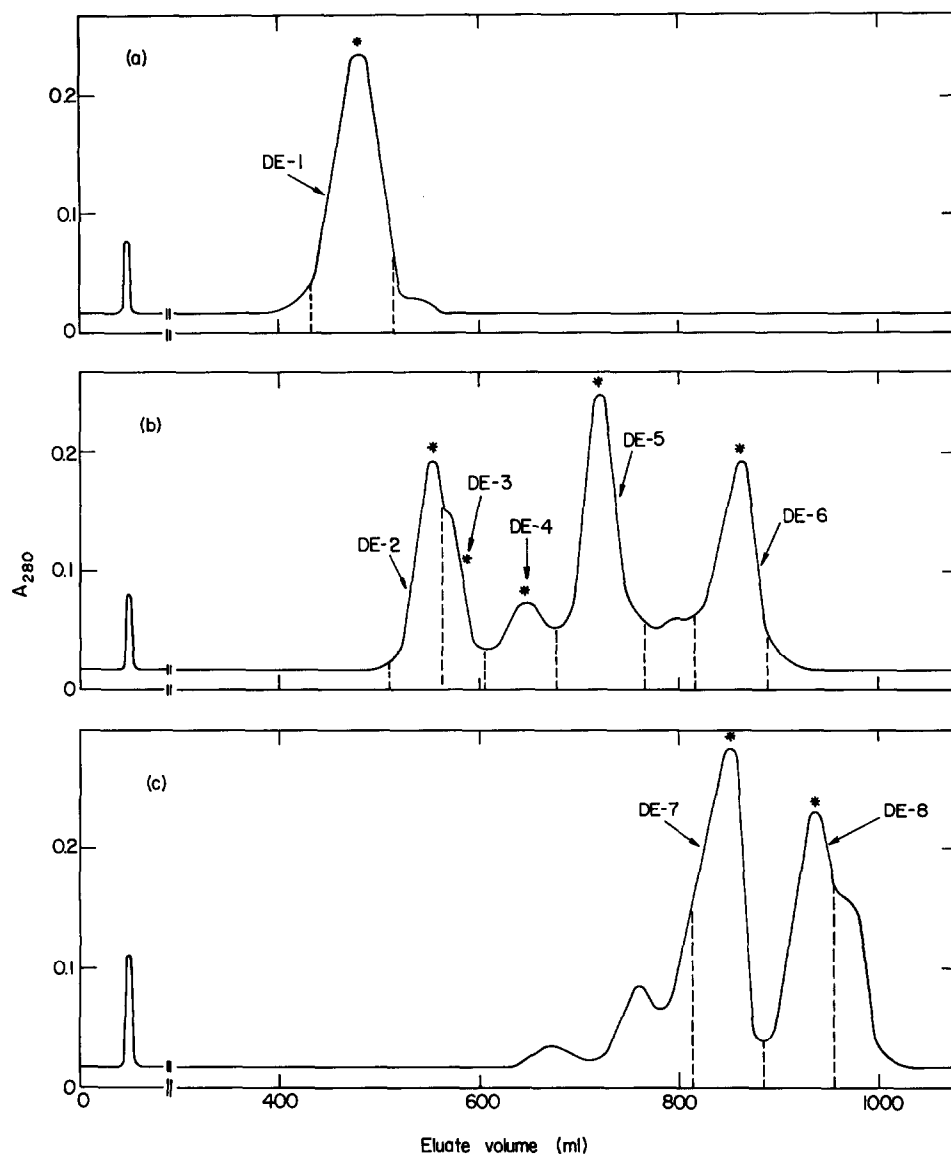 (a)
*
0.2
DE-1
0.1
0
(b)
*
*
*
0.2
DE-5
DE-3
DE-6
DE-4
DE-2
*
0.1
*
A280
0
(c)
*
*
DE-7
DE-8
0.2
0.1
0
0 400 600 800 1000
Eluate volume (ml)